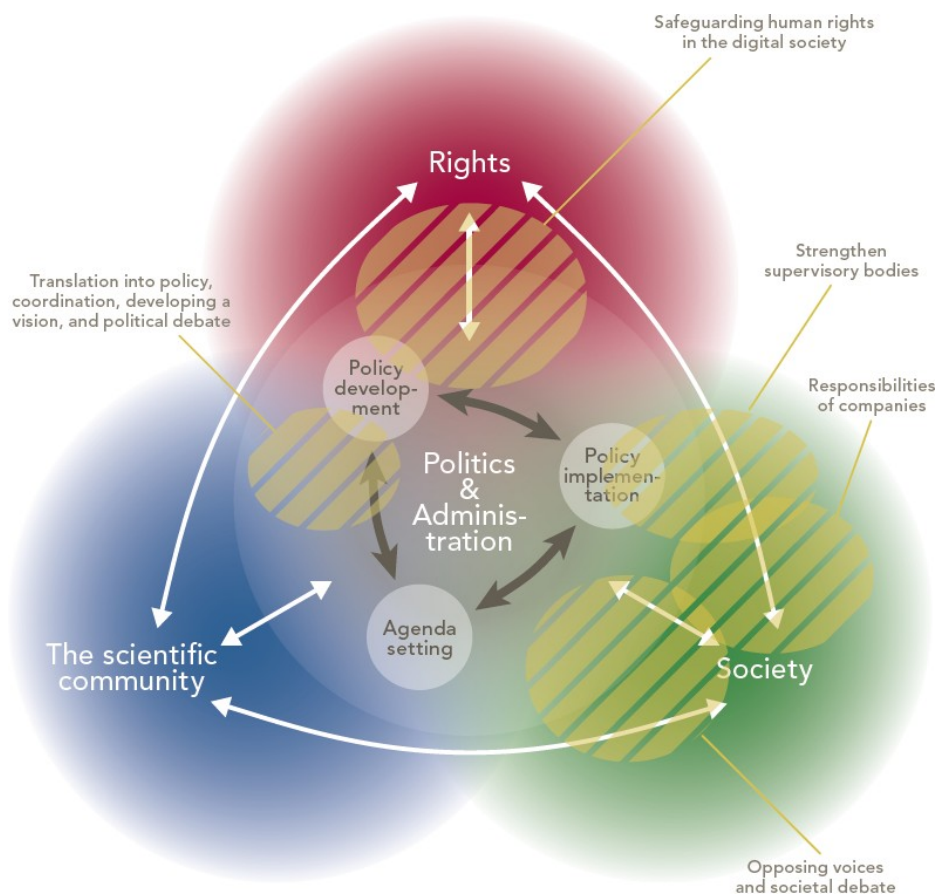 Safeguarding human rights
in the digital society
Rights
Strengthen
supervisory bodies
Translation into policy,
coordination, developing a
vision, and political debate
Policy
develop-
ment
Responsibilities
of companies
Politics
&
Adminis-
tration
Policy
implemen-
tation
Agenda
setting
The scientific
community
Society
Opposing voices
and societal debate